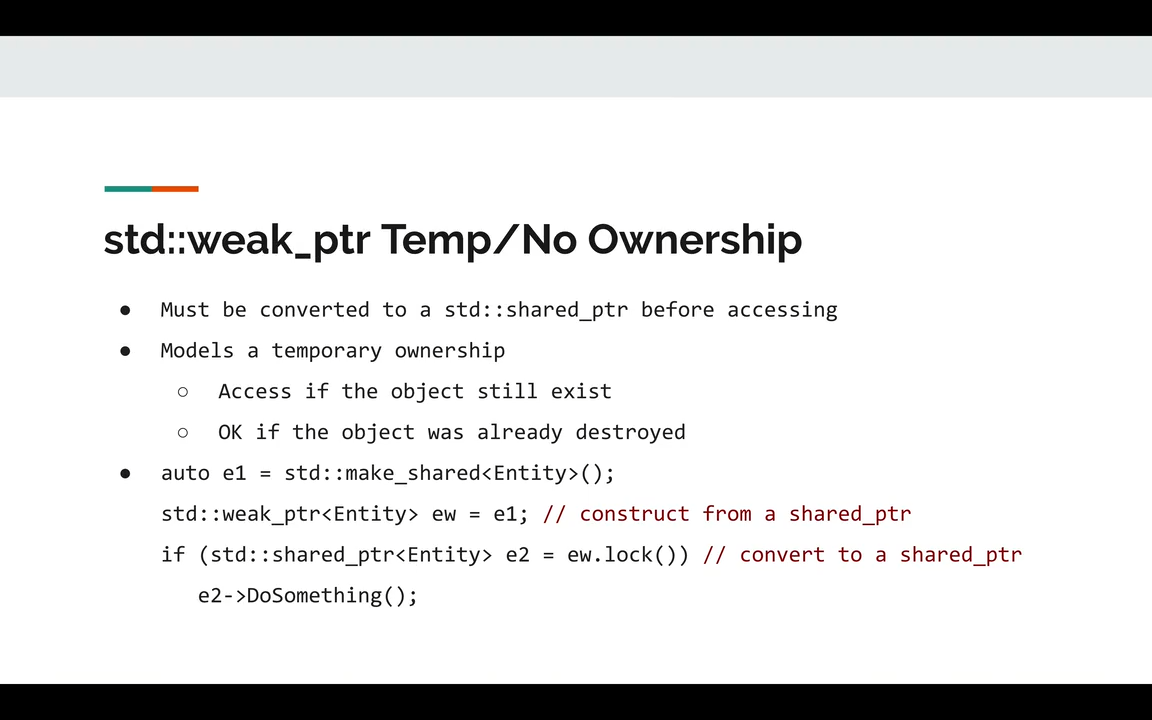 std::weak_ptr Temp/No Ownership
● Must be converted to a std::shared_ptr before accessing
● Models a temporary ownership
○ Access if the object still exist
○ OK if the object was already destroyed
● auto e1 = std::make_shared<Entity>();
std::weak_ptr<Entity> ew = e1; // construct from a shared_ptr
if (std::shared_ptr<Entity> e2 = ew.lock()) // convert to a shared_ptr
e2->DoSomething();